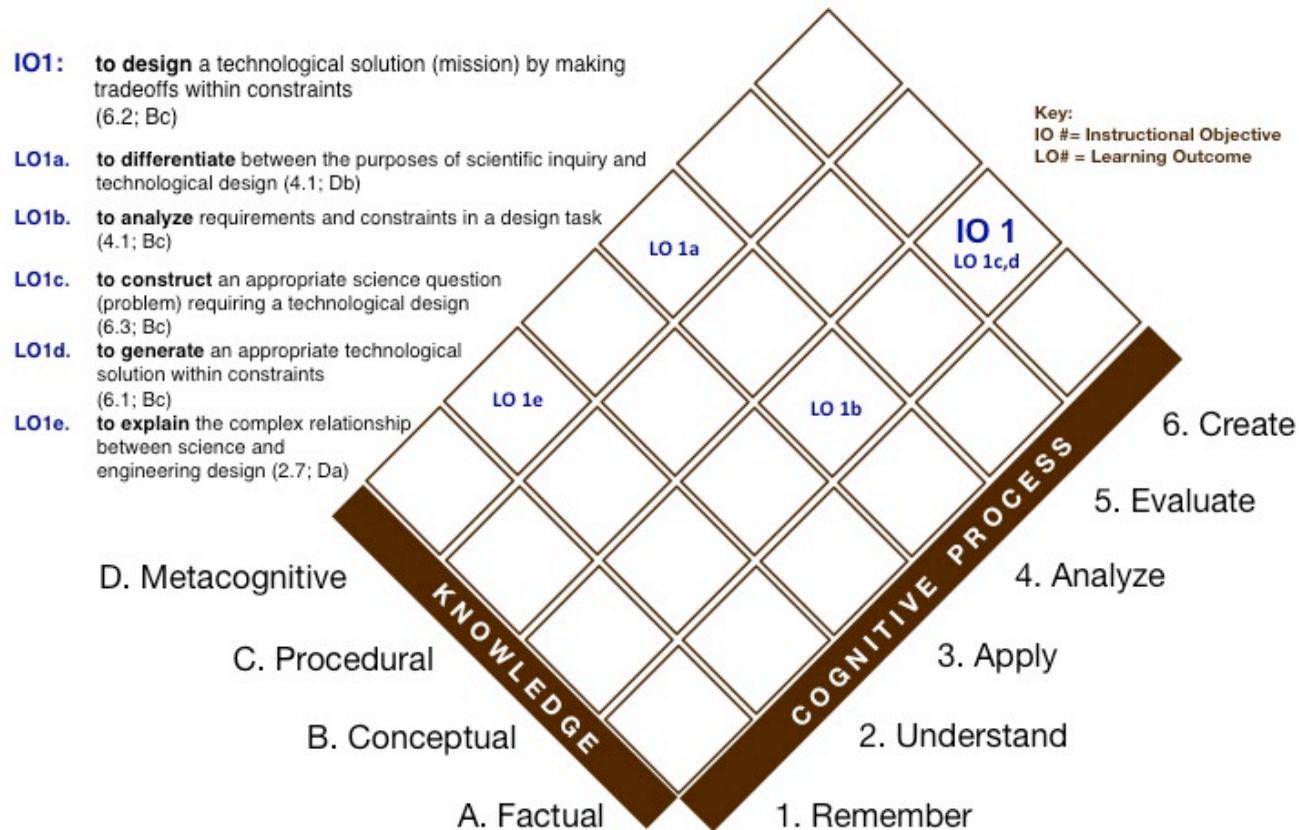 IO1: to design a technological solution (mission) by making
tradeoffs within constraints
(6.2; Bc)
LO1a. to differentiate between the purposes of scientific inquiry and
technological design (4.1; Db)
LO1b. to analyze requirements and constraints in a design task
(4.1; Bc)
LO1c. to construct an appropriate science question
(problem) requiring a technological design
(6.3; Bc)
LO1d. to generate an appropriate technological
solution within constraints
(6.1; Bc)
LO1e. to explain the complex relationship
between science and
engineering design (2.7; Da)
Key:
IO #= Instructional Objective
LO# = Learning Outcome
IO 1
LO 1c,d
LO 1a
LO 1e
LO 1b
KNOWLEDGE
D. Metacognitive
C. Procedural
B. Conceptual
A. Factual
COGNITIVE PROCESS
6. Create
5. Evaluate
4. Analyze
3. Apply
2. Understand
1. Remember